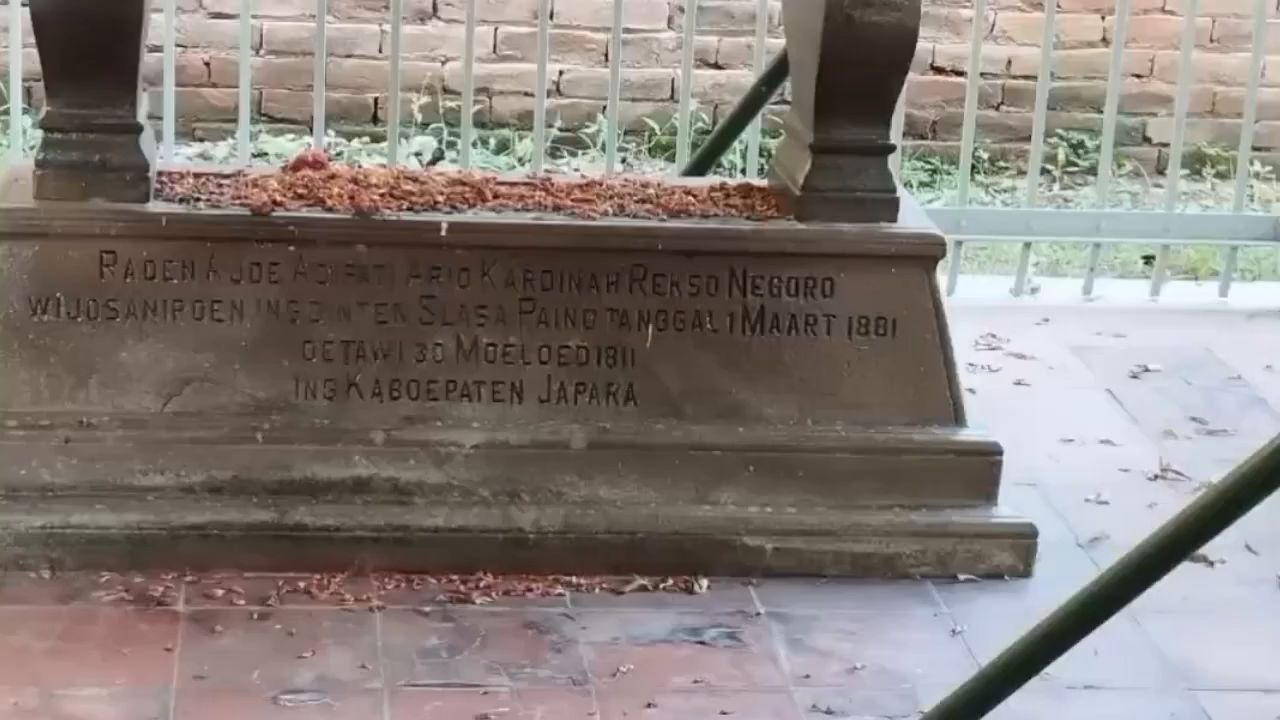 RADEN AJOE ADIPATI ARIO KARDINAH REKSO NEGORO
WIJOSANIPOEN ING DINTEN SLASA PAING TANGGAL 1 MAART 1881
OETAWI 30 MOELOED 1811
ING KABOEPATEN JAPARA